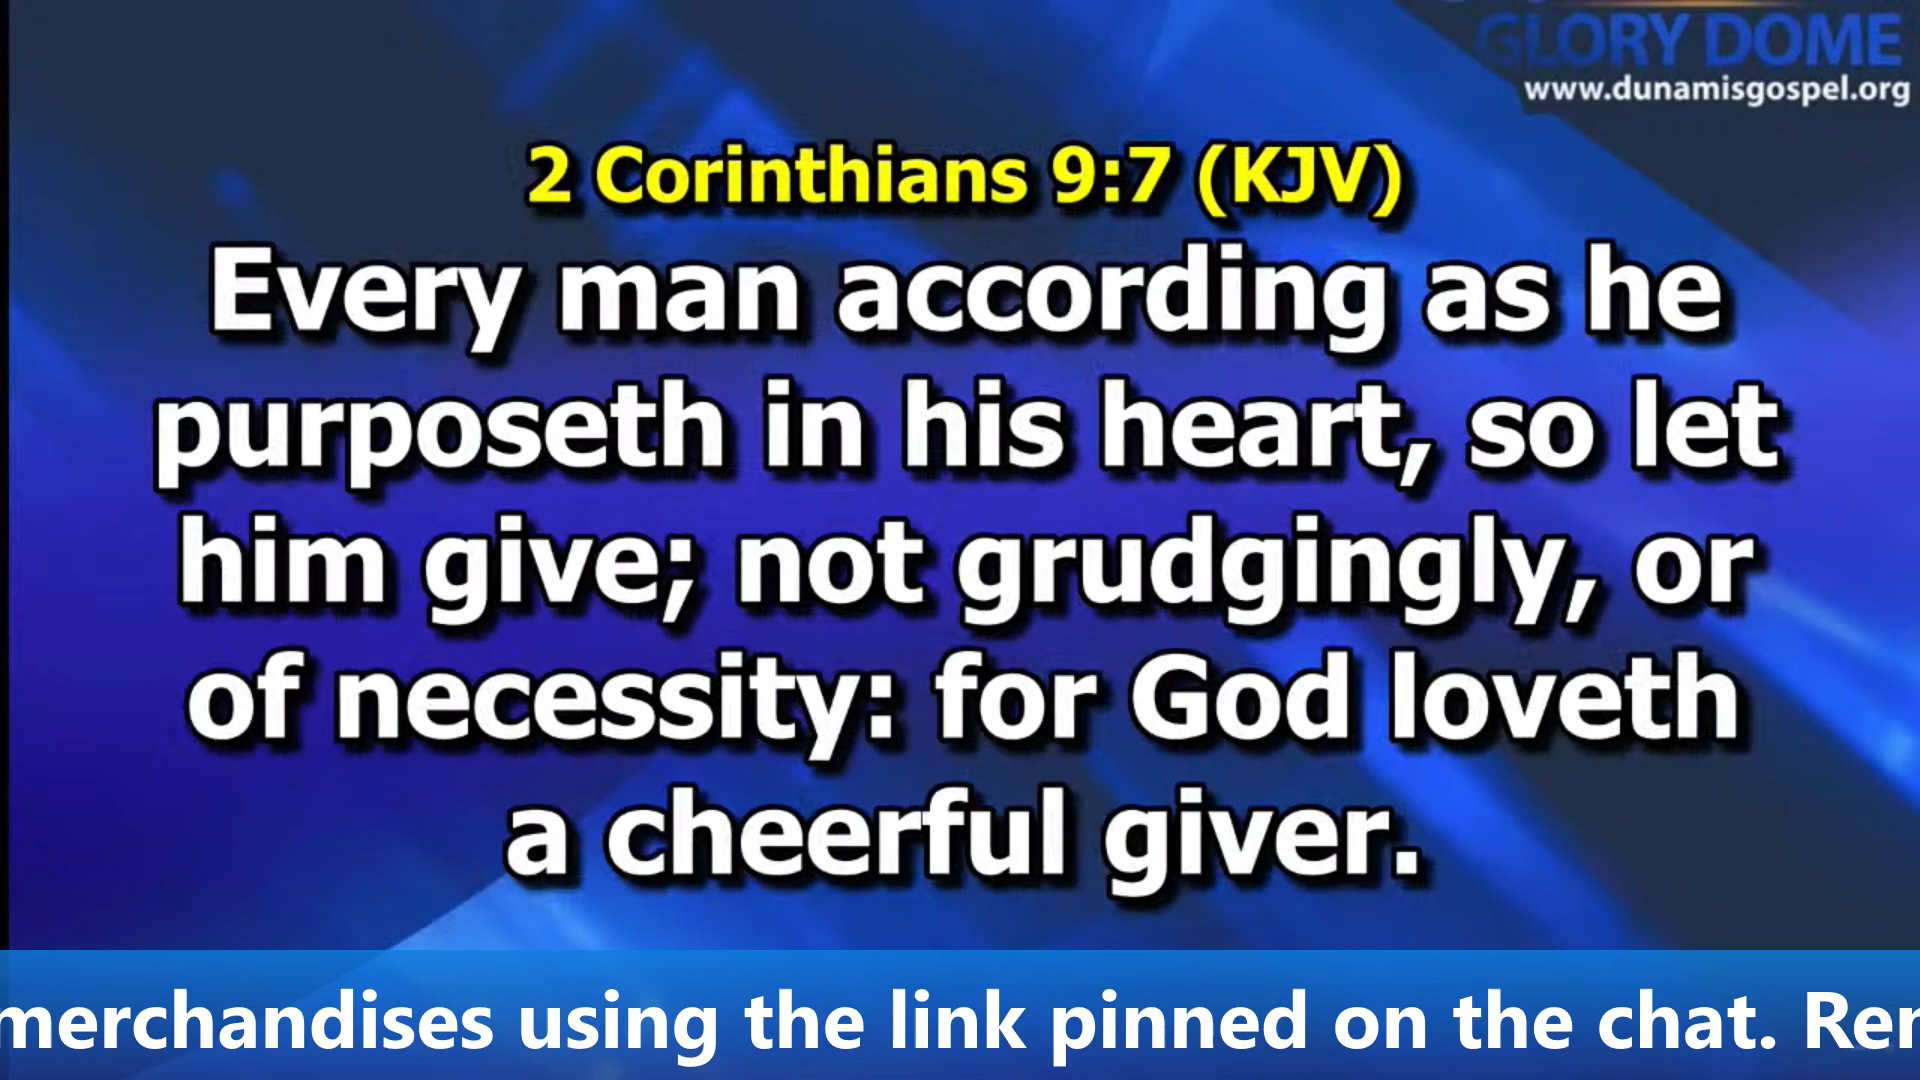 GLORY DOME
www.dunamisgospel.org
2 Corinthians 9:7 (KJV)
Every man according as he
purposeth in his heart, so let
him give; not grudgingly, or
of necessity: for God loveth
a cheerful giver.
merchandises using the link pinned on the chat.